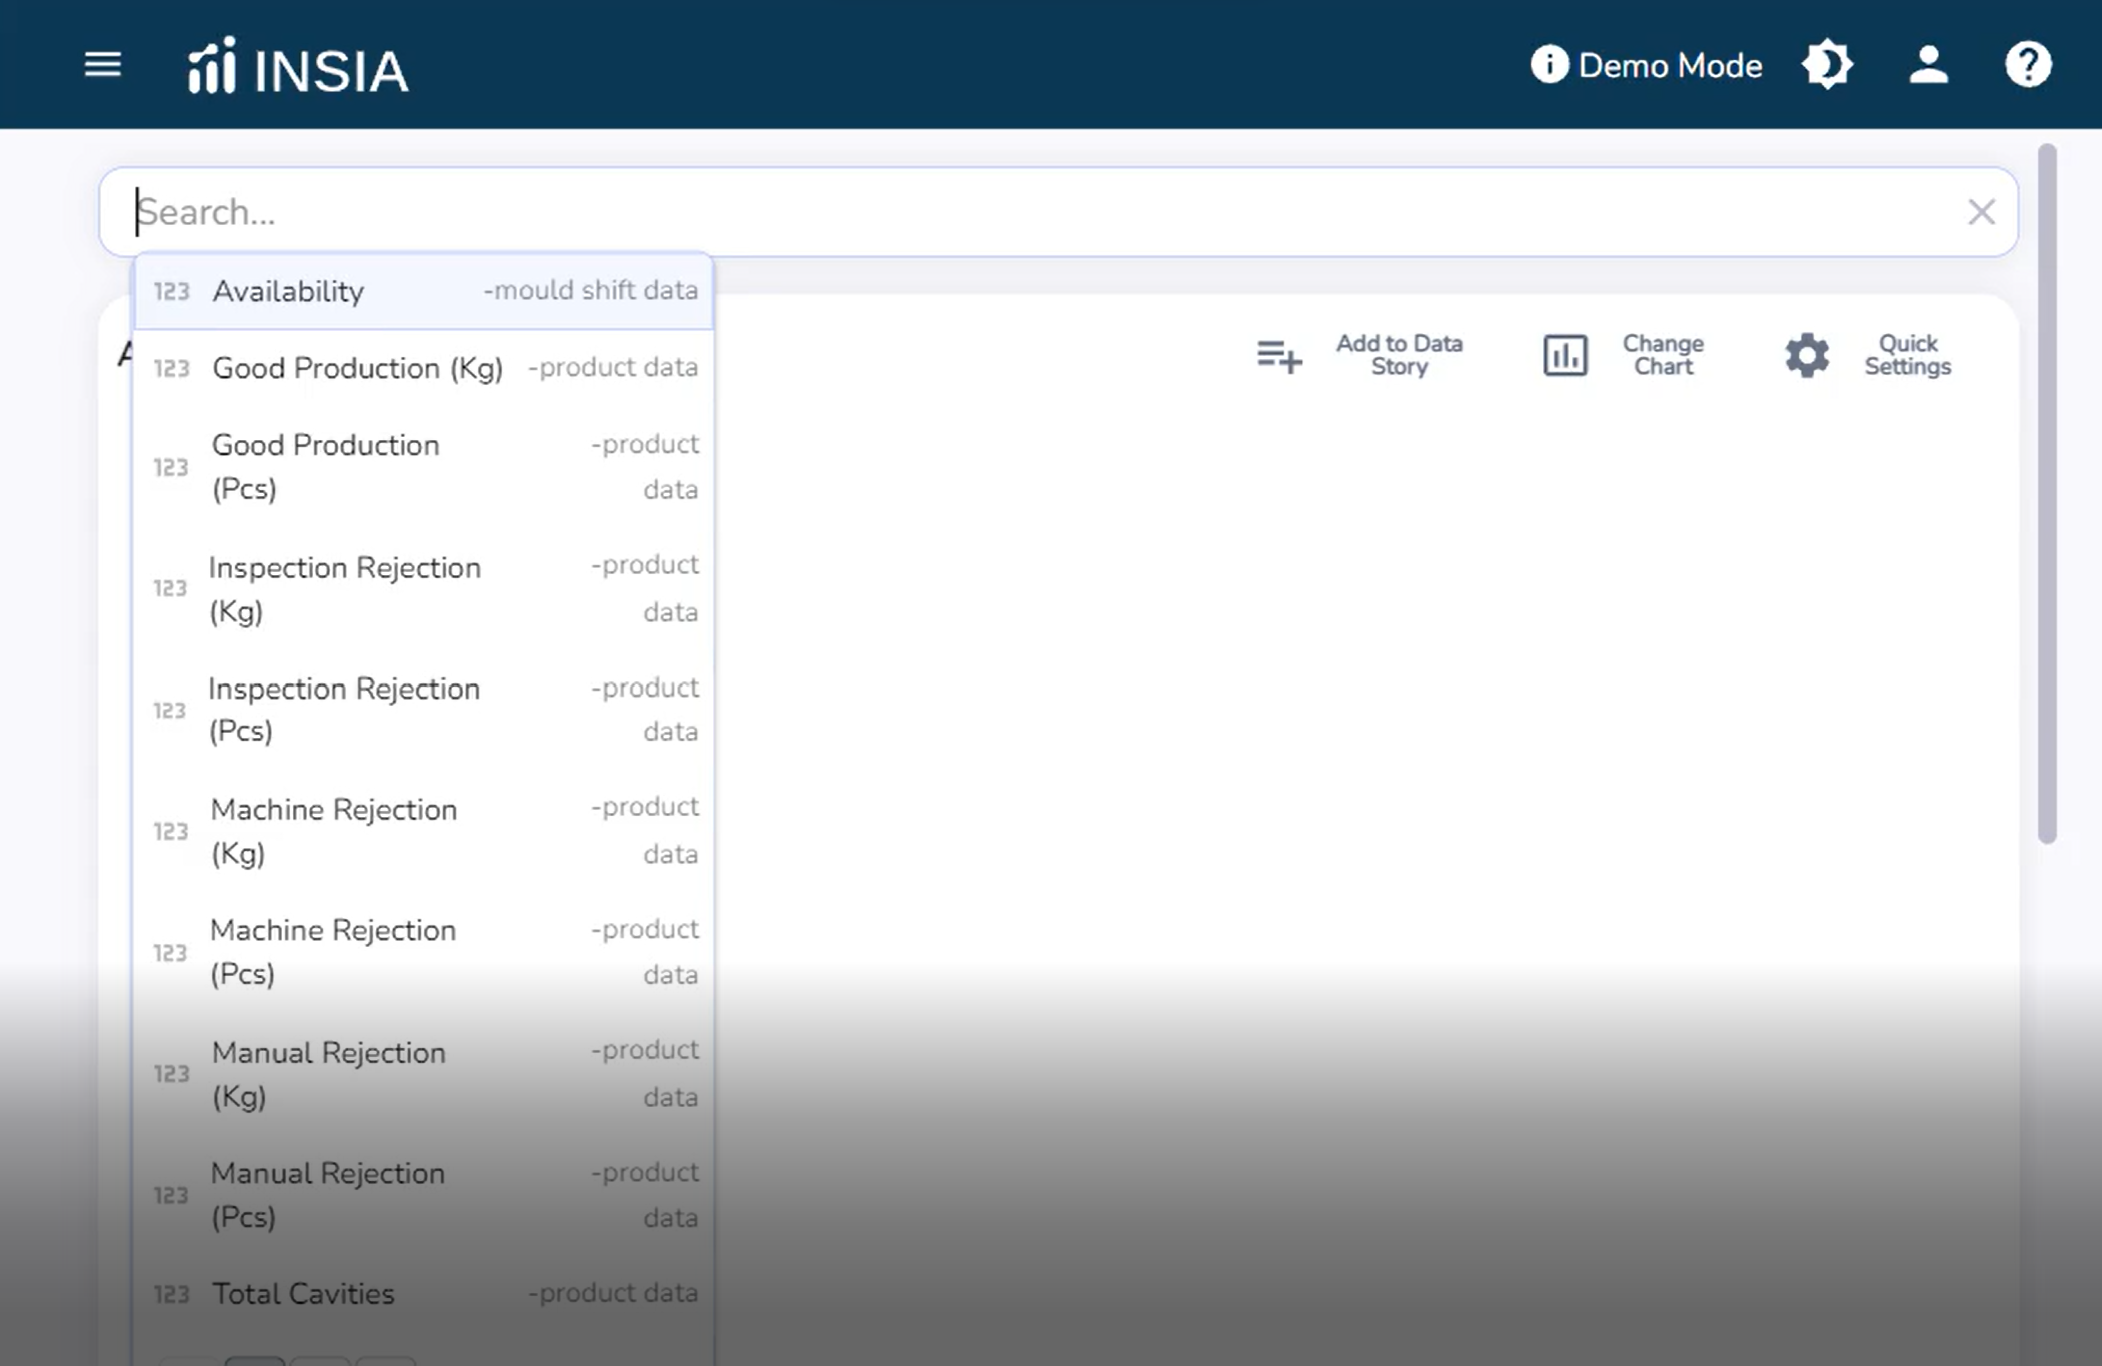 INSIA
Demo Mode
Search...
123 Availability -mould shift data
A
Add to Data
Story
Change
Chart
Quick
Settings
123 Good Production (Kg) -product data
123 Good Production (Pcs) -product data
123 Inspection Rejection (Kg) -product data
123 Inspection Rejection (Pcs) -product data
123 Machine Rejection (Kg) -product data
123 Machine Rejection (Pcs) -product data
123 Manual Rejection (Kg) -product data
123 Manual Rejection (Pcs) -product data
123 Total Cavities -product data